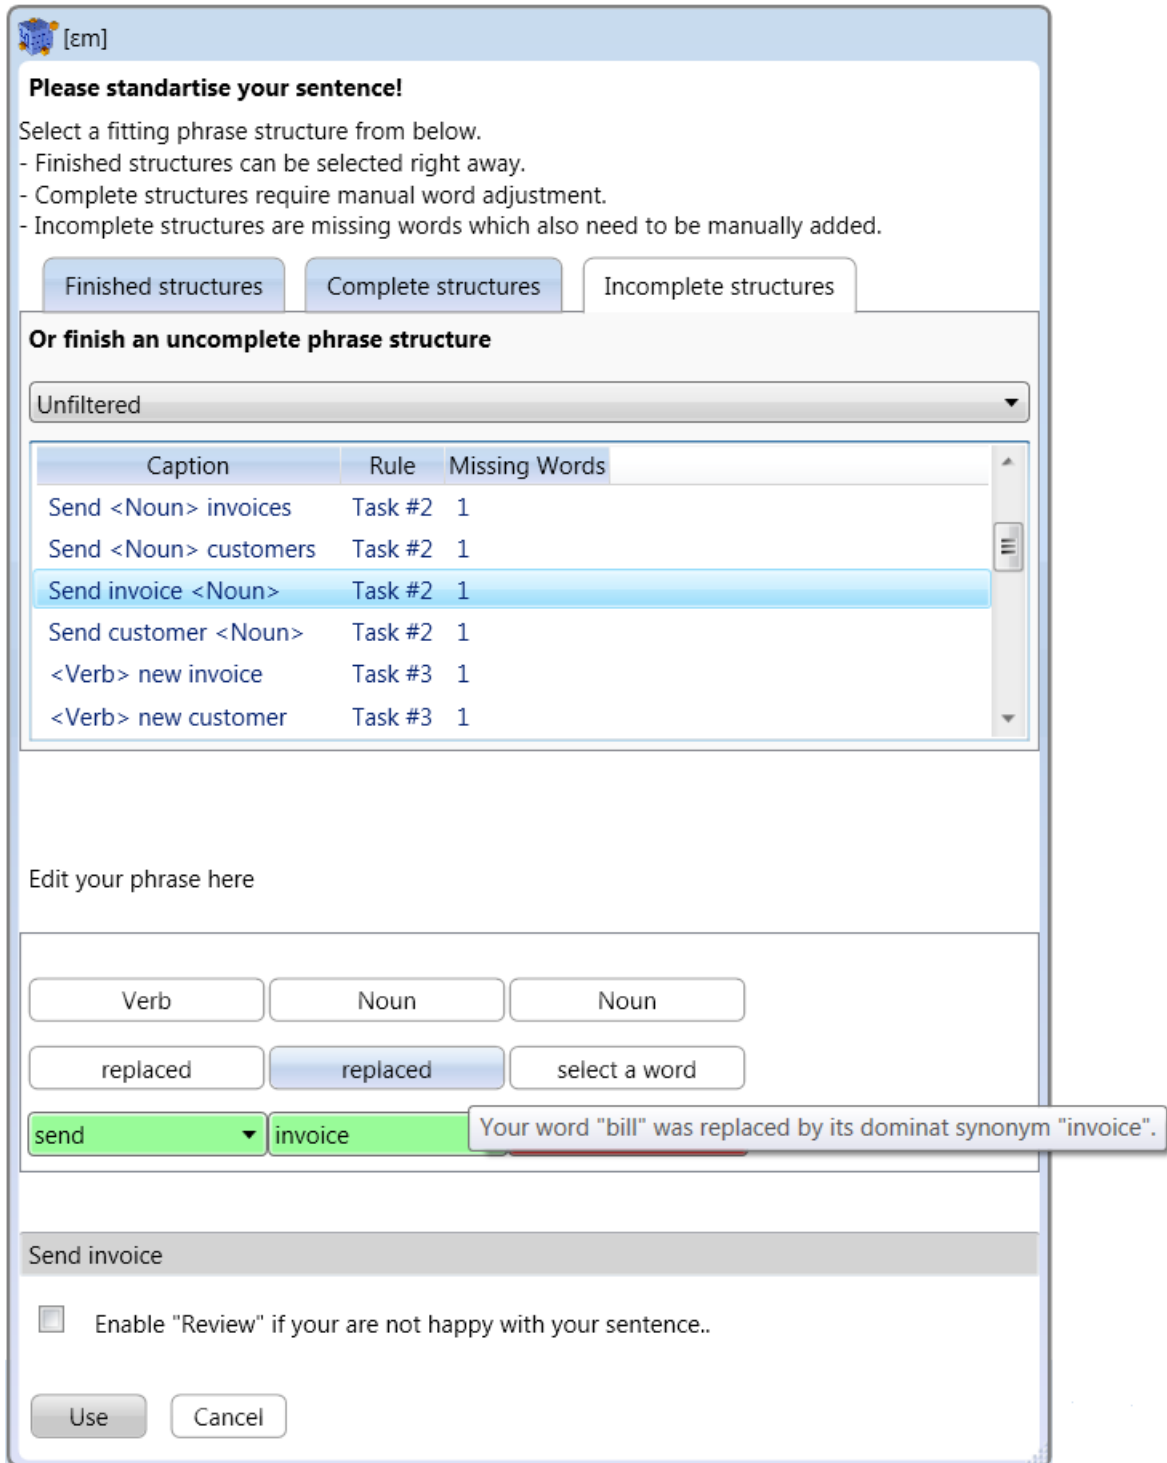 [εm]
Please standartise your sentence!
Select a fitting phrase structure from below.
- Finished structures can be selected right away.
- Complete structures require manual word adjustment.
- Incomplete structures are missing words which also need to be manually added.
Finished structures Complete structures Incomplete structures
Or finish an uncomplete phrase structure
Unfiltered
Caption Rule Missing Words
Send <Noun> invoices Task #2 1
Send <Noun> customers Task #2 1
Send invoice <Noun> Task #2 1
Send customer <Noun> Task #2 1
<Verb> new invoice Task #3 1
<Verb> new customer Task #3 1
Edit your phrase here
Verb Noun Noun
replaced replaced select a word
send invoice Your word "bill" was replaced by its dominat synonym "invoice".
Send invoice
Enable "Review" if your are not happy with your sentence..
Use Cancel